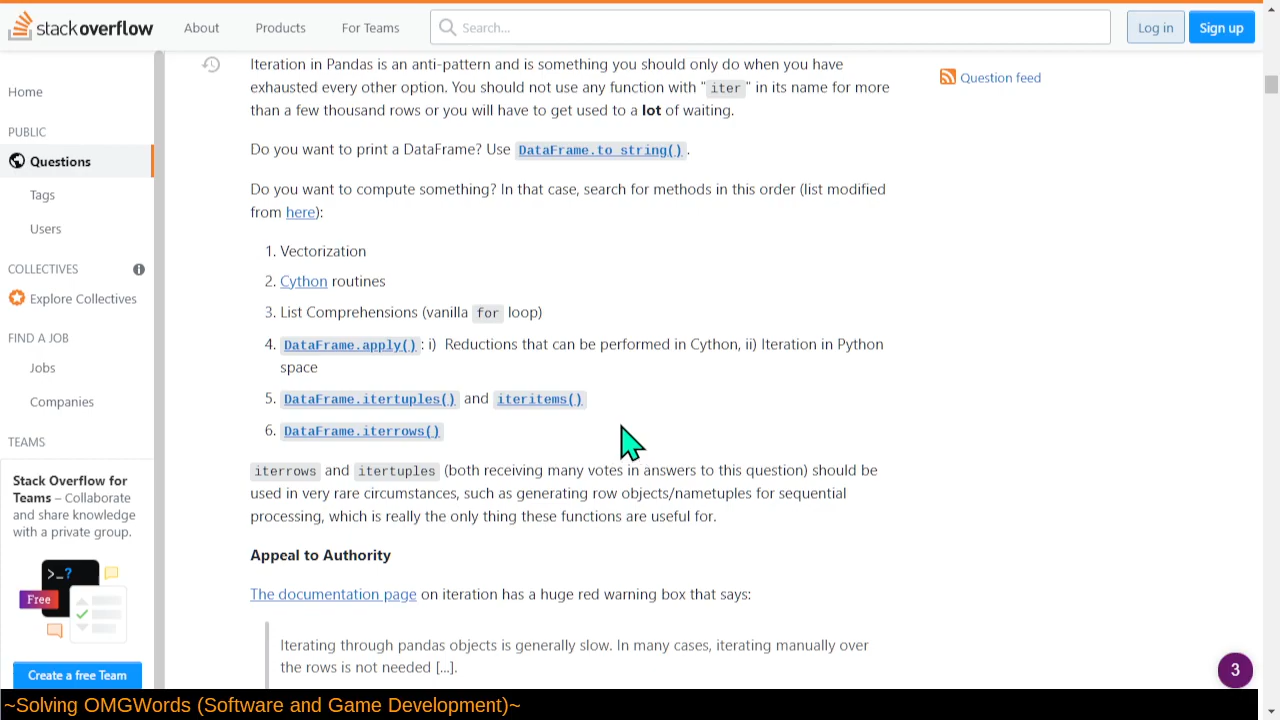 stackoverflow
About
Products
For Teams
Search...
Log in
Sign up
Home
PUBLIC
Questions
Tags
Users
COLLECTIVES
Explore Collectives
FIND A JOB
Jobs
Companies
TEAMS
Stack Overflow for
Teams – Collaborate
and share knowledge
with a private group.
>_?
Free
Create a free Team
Iteration in Pandas is an anti-pattern and is something you should only do when you have
exhausted every other option. You should not use any function with "iter" in its name for more
than a few thousand rows or you will have to get used to a lot of waiting.
Do you want to print a DataFrame? Use DataFrame.to_string().
Do you want to compute something? In that case, search for methods in this order (list modified
from here):
1. Vectorization
2. Cython routines
3. List Comprehensions (vanilla for loop)
4. DataFrame.apply(): i) Reductions that can be performed in Cython, ii) Iteration in Python
space
5. DataFrame.itertuples() and iteritems()
6. DataFrame.iterrows()
iterrows and itertuples (both receiving many votes in answers to this question) should be
used in very rare circumstances, such as generating row objects/nametuples for sequential
processing, which is really the only thing these functions are useful for.
Appeal to Authority
The documentation page on iteration has a huge red warning box that says:
Iterating through pandas objects is generally slow. In many cases, iterating manually over
the rows is not needed [...].
Question feed
3
~Solving OMGWords (Software and Game Development)~